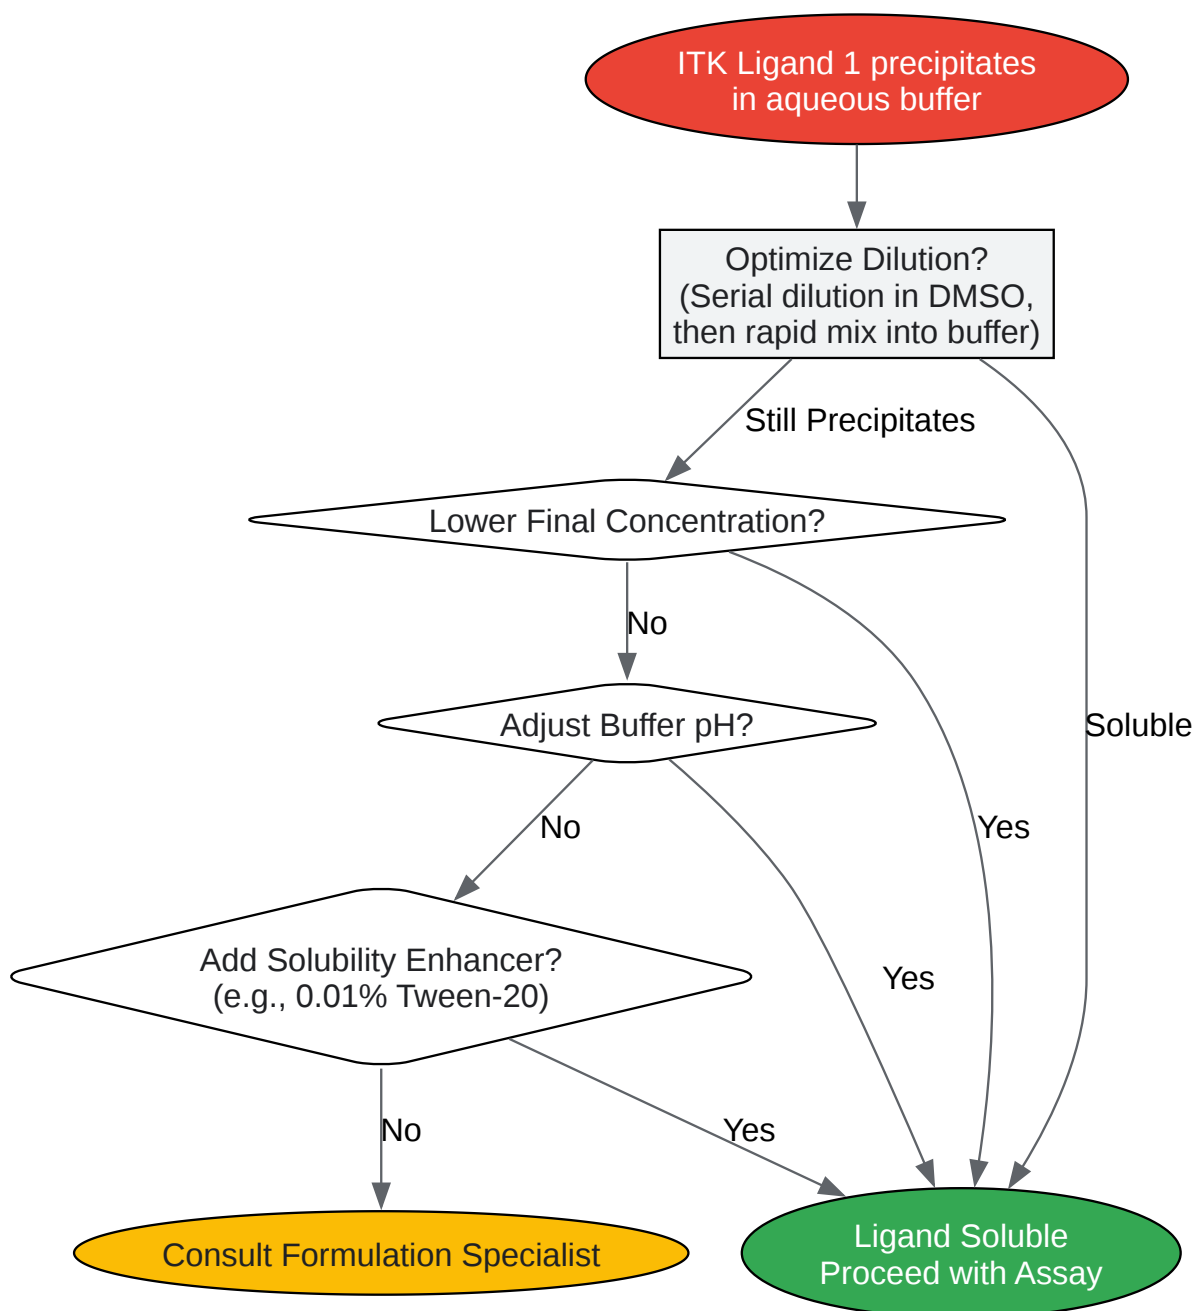 ITK Ligand 1 precipitates
in aqueous buffer
Optimize Dilution?
(Serial dilution in DMSO,
then rapid mix into buffer)
Still Precipitates
Lower Final Concentration?
No
Adjust Buffer pH?
Soluble
No
Yes
Add Solubility Enhancer?
(e.g., 0.01% Tween-20)
Yes
No
Yes
Consult Formulation Specialist
Ligand Soluble
Proceed with Assay